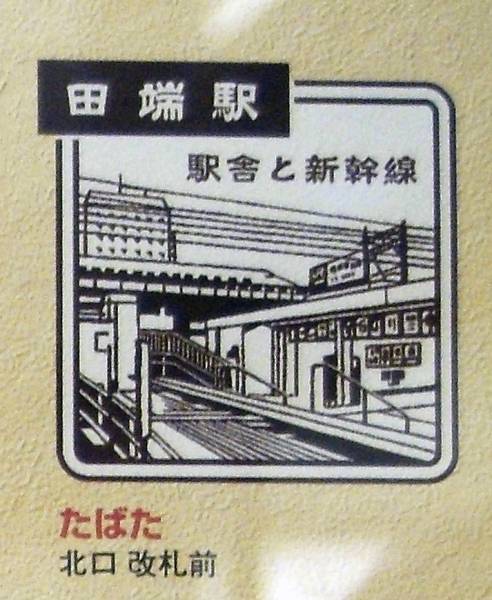 田端駅
駅舎と新幹線
たばた
北口 改札前